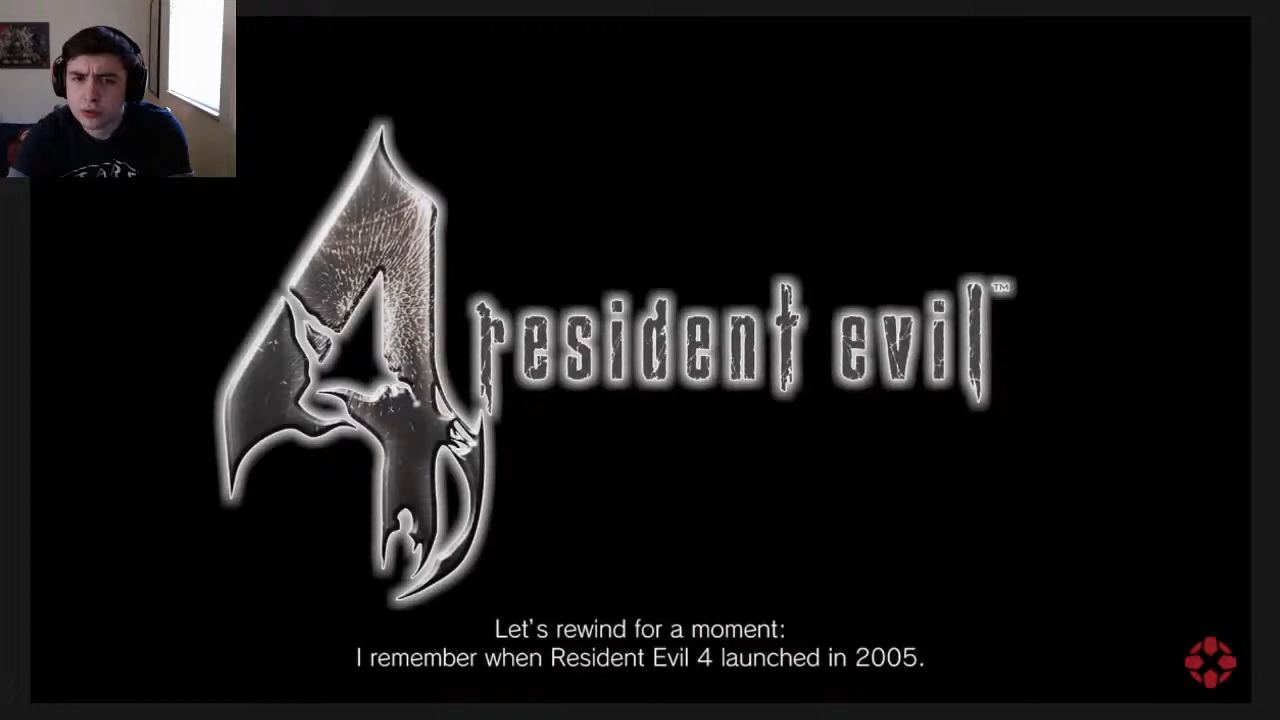 4
resident evil™
Let's rewind for a moment:
I remember when Resident Evil 4 launched in 2005.